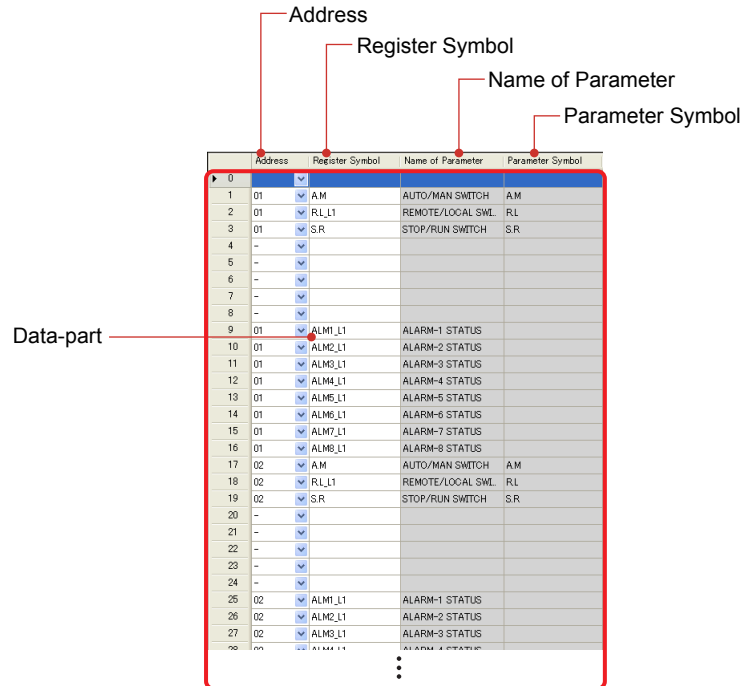 Address
Register Symbol
Name of Parameter
Parameter Symbol
Address Register Symbol Name of Parameter Parameter Symbol
0
1 01 A.M AUTO/MAN SWITCH A.M
2 01 R.L_L1 REMOTE/LOCAL SWI... R.L
3 01 S.R STOP/RUN SWITCH S.R
4 -
5 -
6 -
7 -
8 -
Data-part
9 01 ALM1_L1 ALARM-1 STATUS
10 01 ALM2_L1 ALARM-2 STATUS
11 01 ALM3_L1 ALARM-3 STATUS
12 01 ALM4_L1 ALARM-4 STATUS
13 01 ALM5_L1 ALARM-5 STATUS
14 01 ALM6_L1 ALARM-6 STATUS
15 01 ALM7_L1 ALARM-7 STATUS
16 01 ALM8_L1 ALARM-8 STATUS
17 02 A.M AUTO/MAN SWITCH A.M
18 02 R.L_L1 REMOTE/LOCAL SWI... R.L
19 02 S.R STOP/RUN SWITCH S.R
20 -
21 -
22 -
23 -
24 -
25 02 ALM1_L1 ALARM-1 STATUS
26 02 ALM2_L1 ALARM-2 STATUS
27 02 ALM3_L1 ALARM-3 STATUS
28 02 ALM4_L1 ALARM-4 STATUS